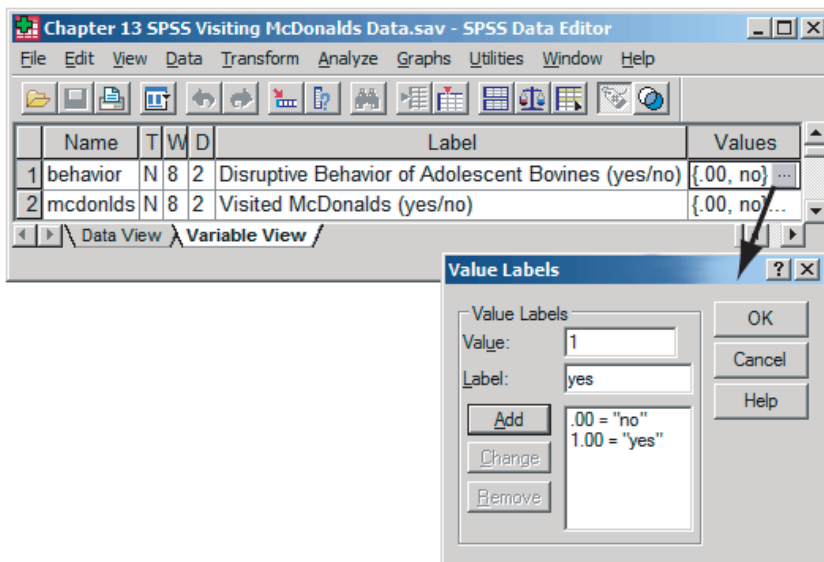 Chapter 13 SPSS Visiting McDonalds Data.sav - SPSS Data Editor
File Edit View Data Transform Analyze Graphs Utilities Window Help
Name T W D Label Values
1 behavior N 8 2 Disruptive Behavior of Adolescent Bovines (yes/no) {.00, no} ...
2 mcdonlds N 8 2 Visited McDonalds (yes/no) {.00, no}...
Data View Variable View
Value Labels ? X
Value Labels
Value: 1
Label: yes
Add
Change
Remove
.00 = "no"
1.00 = "yes"
OK
Cancel
Help